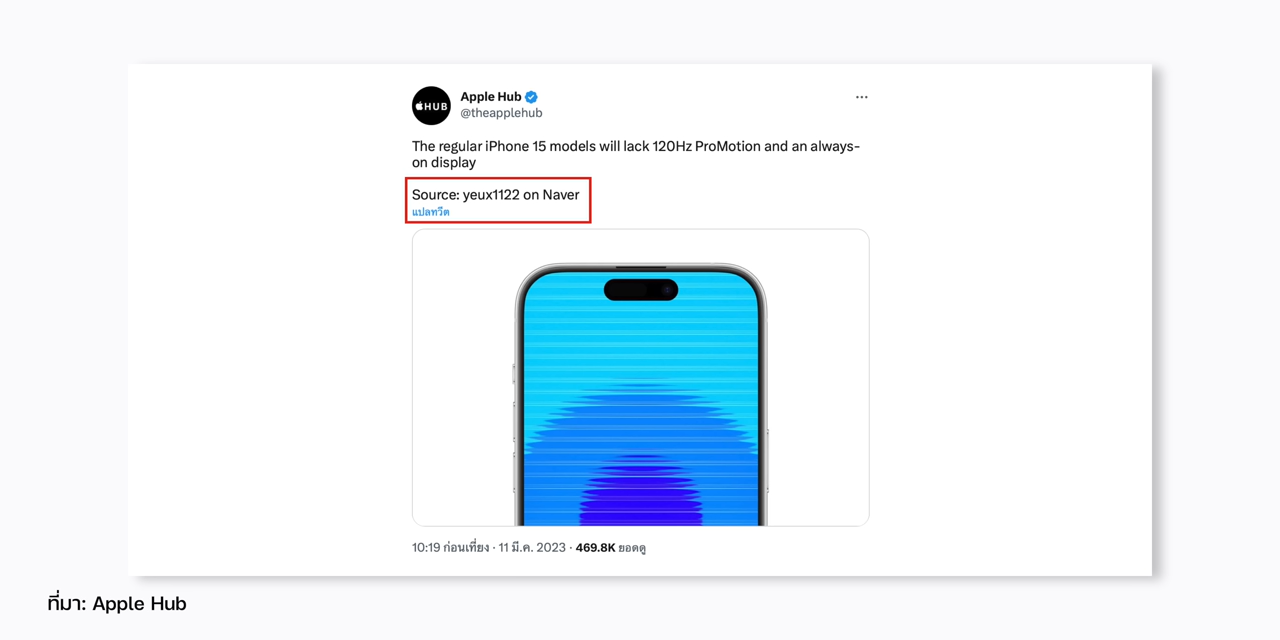 HUB
Apple Hub
@theapplehub
The regular iPhone 15 models will lack 120Hz ProMotion and an always-
on display
Source: yeux1122 on Naver
แปลทวีต
10:19 ก่อนเที่ยง · 11 มี.ค. 2023 · 469.8K ยอดดู
ที่มา: Apple Hub